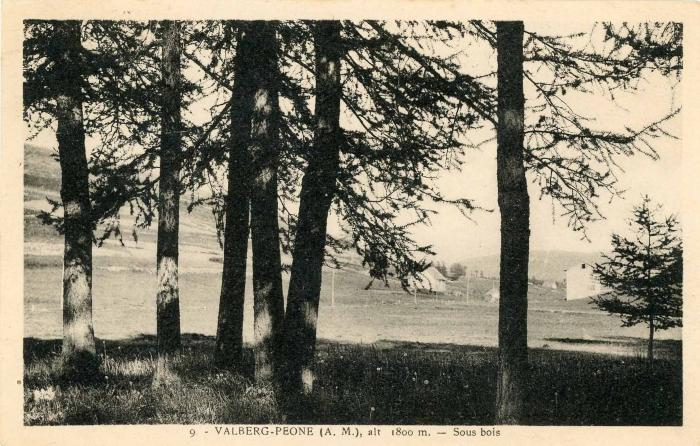 9 - VALBERG-PEONE (A. M.), alt 1800 m. — Sous bois